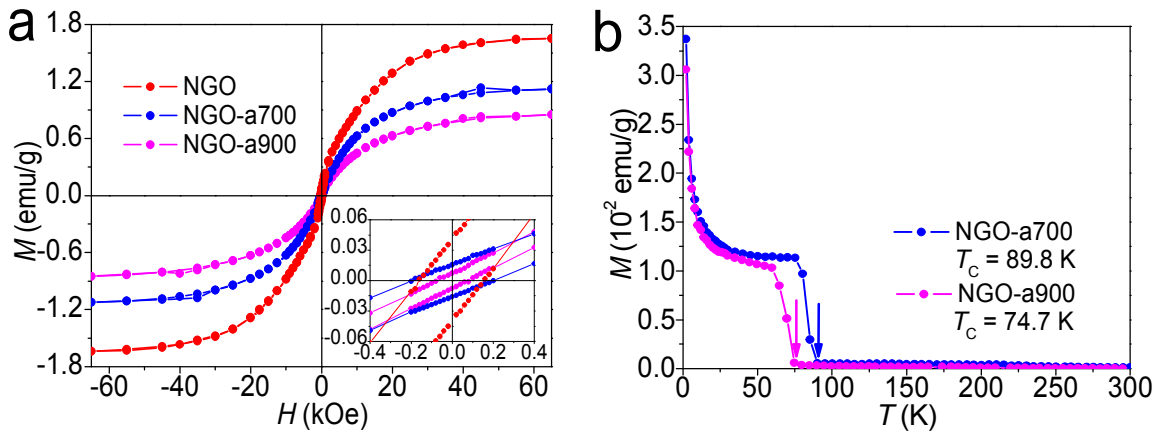 a
1.8
1.2
0.6
0.0
-0.6
-1.2
-1.8
M (emu/g)
NGO
NGO-a700
NGO-a900
0.06
0.03
0.00
-0.03
-0.06
-0.4 -0.2 0.0 0.2 0.4
-60 -40 -20 0 20 40 60
H (kOe)
b
3.5
3.0
2.5
2.0
1.5
1.0
0.5
0.0
M (10⁻² emu/g)
NGO-a700
T_C = 89.8 K
NGO-a900
T_C = 74.7 K
0 50 100 150 200 250 300
T (K)